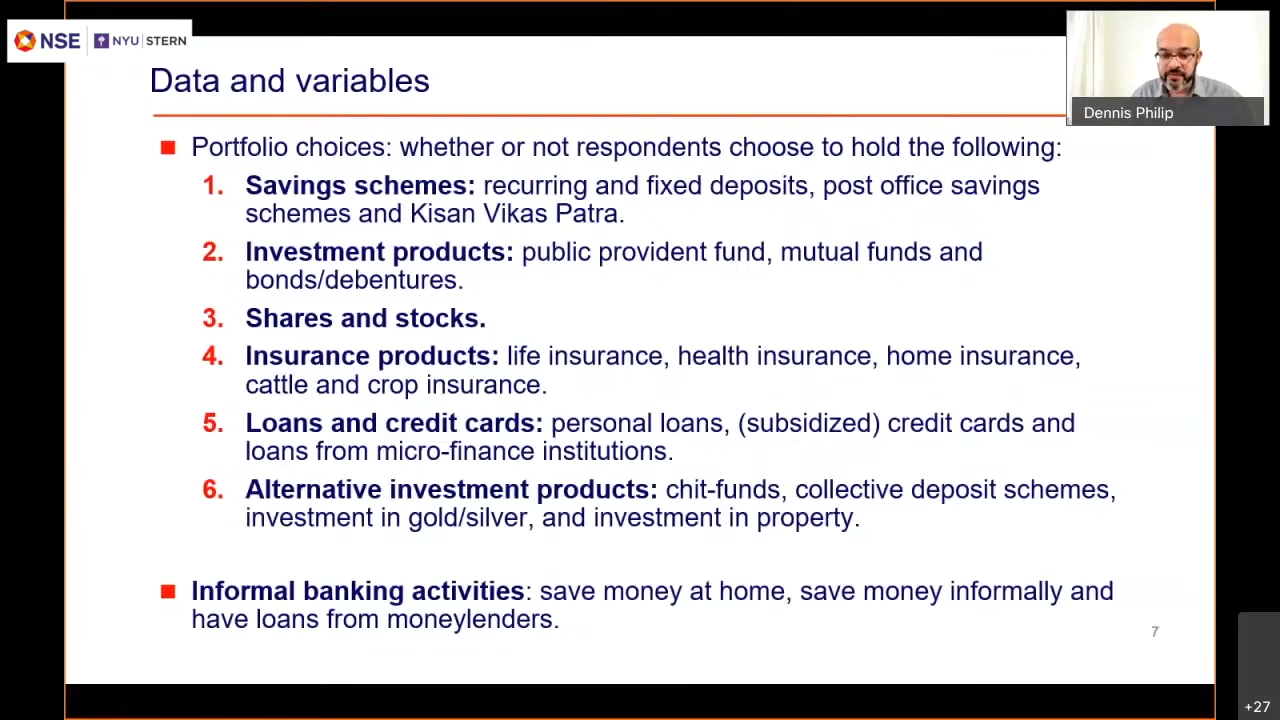 NSE NYU STERN
Data and variables
Dennis Philip
Portfolio choices: whether or not respondents choose to hold the following:
1. Savings schemes: recurring and fixed deposits, post office savings
schemes and Kisan Vikas Patra.
2. Investment products: public provident fund, mutual funds and
bonds/debentures.
3. Shares and stocks.
4. Insurance products: life insurance, health insurance, home insurance,
cattle and crop insurance.
5. Loans and credit cards: personal loans, (subsidized) credit cards and
loans from micro-finance institutions.
6. Alternative investment products: chit-funds, collective deposit schemes,
investment in gold/silver, and investment in property.
Informal banking activities: save money at home, save money informally and
have loans from moneylenders.
7
+27